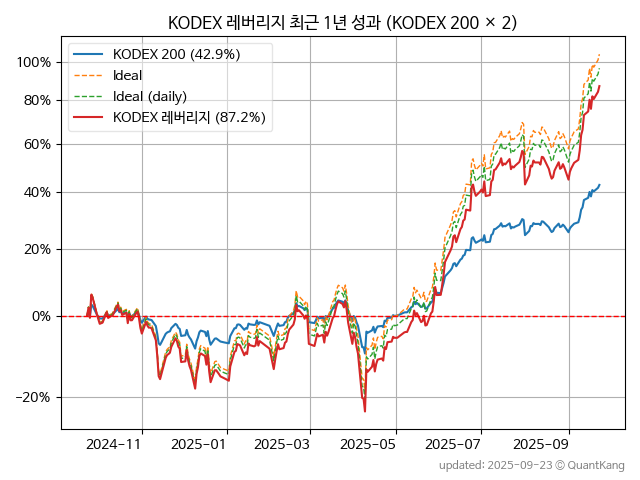 KODEX 레버리지 최근 1년 성과 (KODEX 200 × 2)
KODEX 200 (42.9%)
Ideal
Ideal (daily)
KODEX 레버리지 (87.2%)
100%
80%
60%
40%
20%
0%
−20%
2024-11
2025-01
2025-03
2025-05
2025-07
2025-09
updated: 2025-09-23 © QuantKang